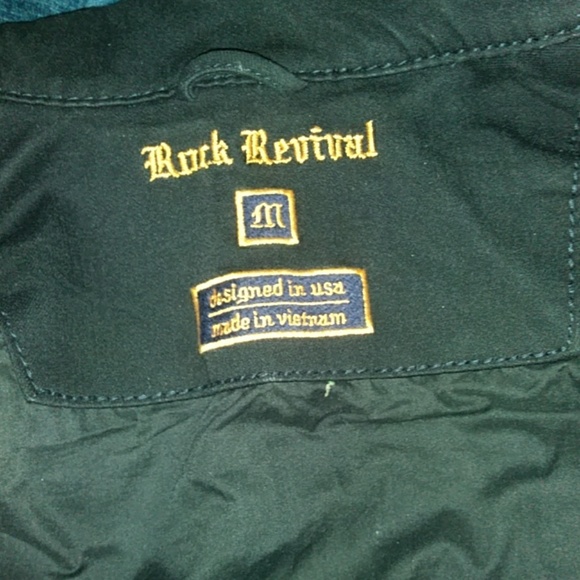 Rock Revival
M
designed in usa
made in vietnam